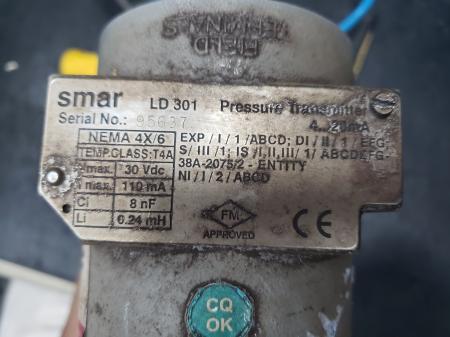 FIELD
TERMINALS
smar LD 301 Pressure Transmitter
Serial No.: 95637 4...20mA
NEMA 4X/6 EXP / I / 1 /ABCD; DI / II / 1 / EFG
TEMP.CLASS:T4A S/ III /1; IS /I,II,III/ 1/ ABCDEFG
Vmax. 30 Vdc 38A-2075/2 - ENTITY
Imax. 110 mA NI / I / 2 / ABCD
Ci 8 nF
Li 0.24 mH
FM
APPROVED
CE
CQ
OK